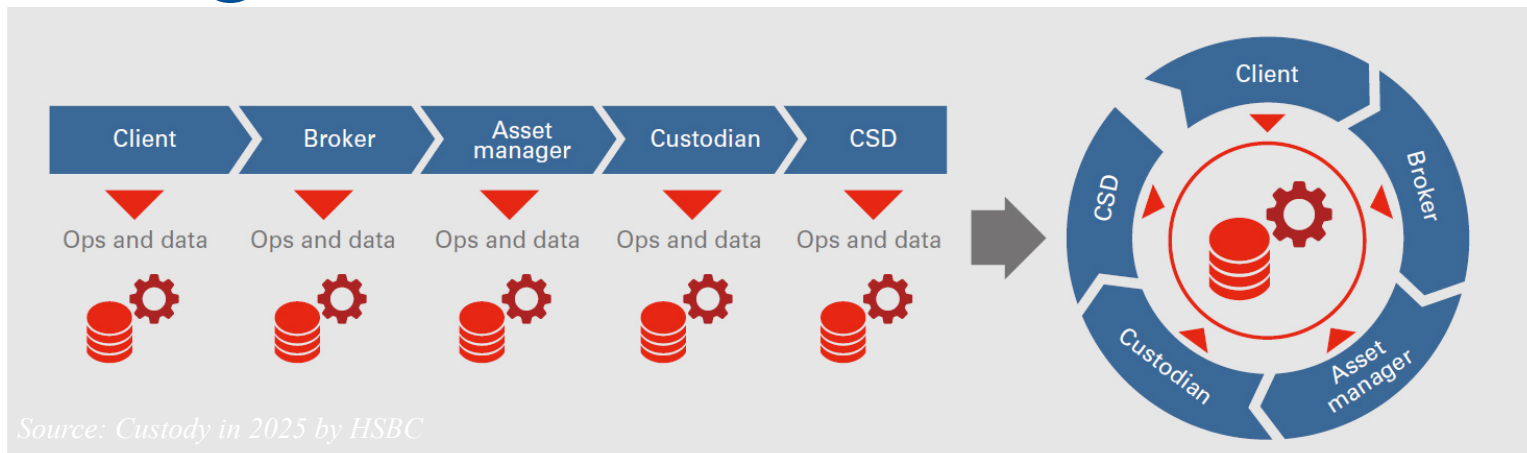 Client
Broker
Asset
manager
Custodian
CSD
Ops and data
Ops and data
Ops and data
Ops and data
Ops and data
Client
Broker
Asset
manager
Custodian
CSD
Source: Custody in 2025 by HSBC